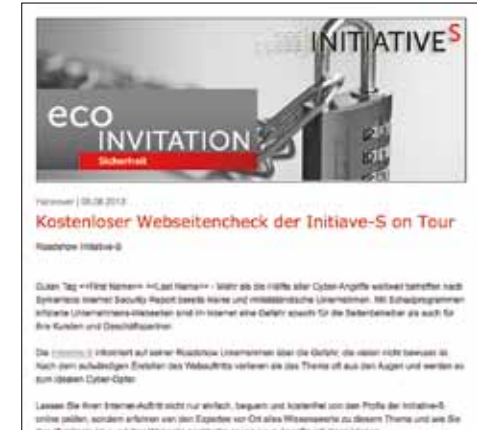 INITIATIVES
eco
INVITATION
Sicherheit
Hannover | 05.08.2013
Kostenloser Webseitencheck der Initiave-S on Tour
Roadshow Initiative-S
Guten Tag <<First Name>> <<Last Name>> - Mehr als die Hälfte aller Cyber-Angriffe weltweit betreffen nach
Symantecs Internet Security Report bereits kleine und mittelständische Unternehmen. Mit Schadprogrammen
infizierte Unternehmens-Webseiten sind im Internet eine Gefahr sowohl für die Seitenbetreiber als auch für
ihre Kunden und Geschäftspartner.
Die Initiative-S informiert auf seiner Roadshow Unternehmen über die Gefahr, die vielen nicht bewusst ist.
Nach dem aufwändigen Erstellen des Webauftritts verlieren sie das Thema oft aus den Augen und werden so
zum idealen Cyber-Opfer.
Lassen Sie Ihren Internet-Auftritt nicht nur einfach, bequem und kostenfrei von den Profis der Initiative-S
online prüfen, sondern erfahren von den Experten vor Ort alles Wissenswerte zu diesem Thema und wie Sie